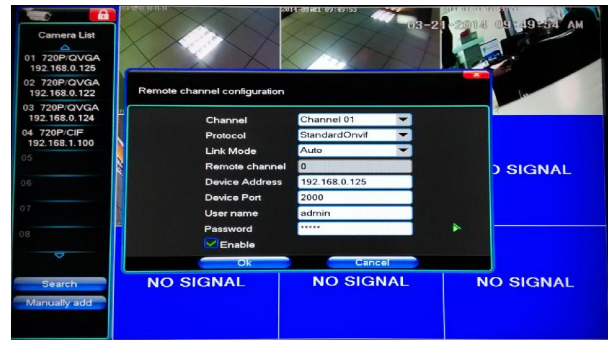 03-21-2014 09:49:54 AM
Camera List
01 720P/QVGA
192.168.0.125
02 720P/QVGA
192.168.0.122
03 720P/QVGA
192.168.0.124
04 720P/CIF
192.168.1.100
05
06
07
08
Search
Manually add
Remote channel configuration
Channel Channel 01
Protocol StandardOnvif
Link Mode Auto
Remote channel 0
Device Address 192.168.0.125
Device Port 2000
User name admin
Password *****
Enable
Ok Cancel
SIGNAL
NO SIGNAL NO SIGNAL NO SIGNAL